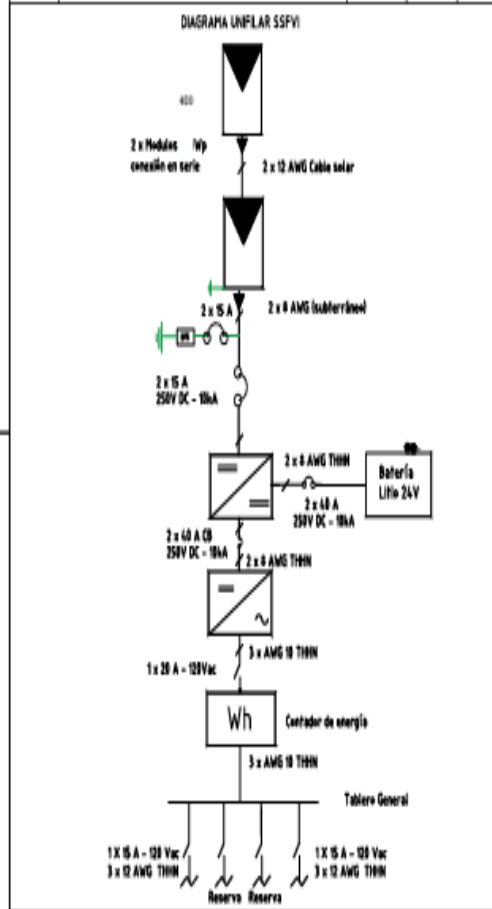 DIAGRAMA UNIFILAR SSFVI
400
2 x Modulos Wp
conexión en serie
2 x 12 AWG Cable solar
2 x 8 AWG (subterráneo)
2 x 15 A
2 x 15 A
250V DC - 10kA
2 x 8 AWG THHN
Batería
Litio 24V
2 x 40 A
250V DC - 10kA
2 x 40 A CB
250V DC - 10kA
2 x 8 AWG THHN
3 x AWG 10 THHN
1 x 20 A - 120Vac
Wh
Contador de energía
3 x AWG 10 THHN
Tablero General
1 X 15 A - 120 Vac
3 x 12 AWG THHN
1 X 15 A - 120 Vac
3 x 12 AWG THHN
Reserva Reserva